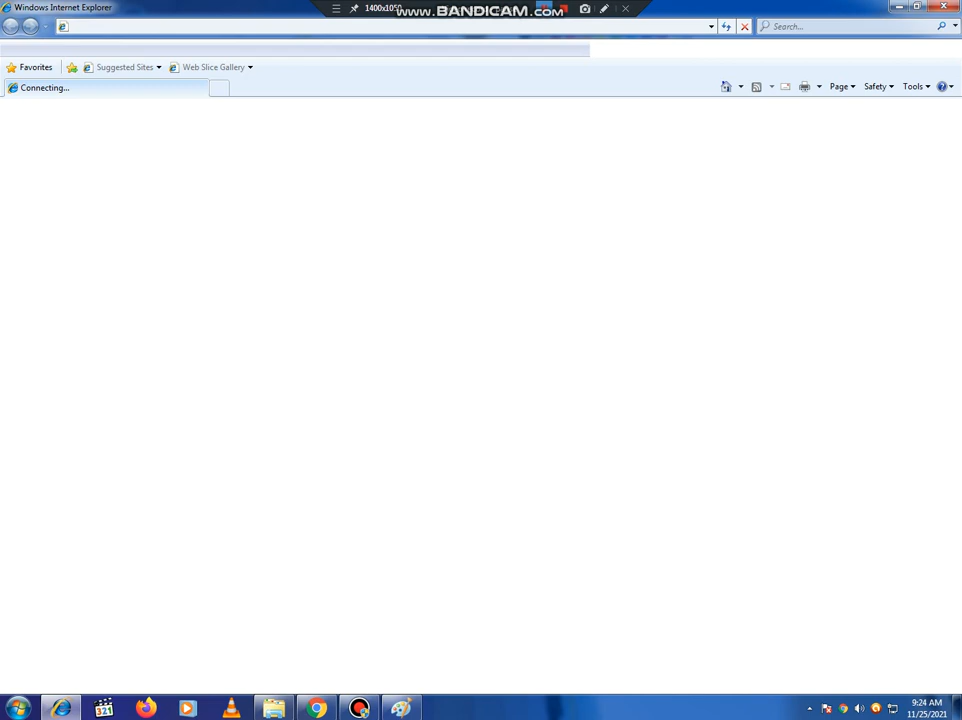 Windows Internet Explorer
1400x1050
www.BANDICAM.com
Search...
Favorites
Suggested Sites
Web Slice Gallery
Connecting...
Page
Safety
Tools
321
9:24 AM
11/25/2021